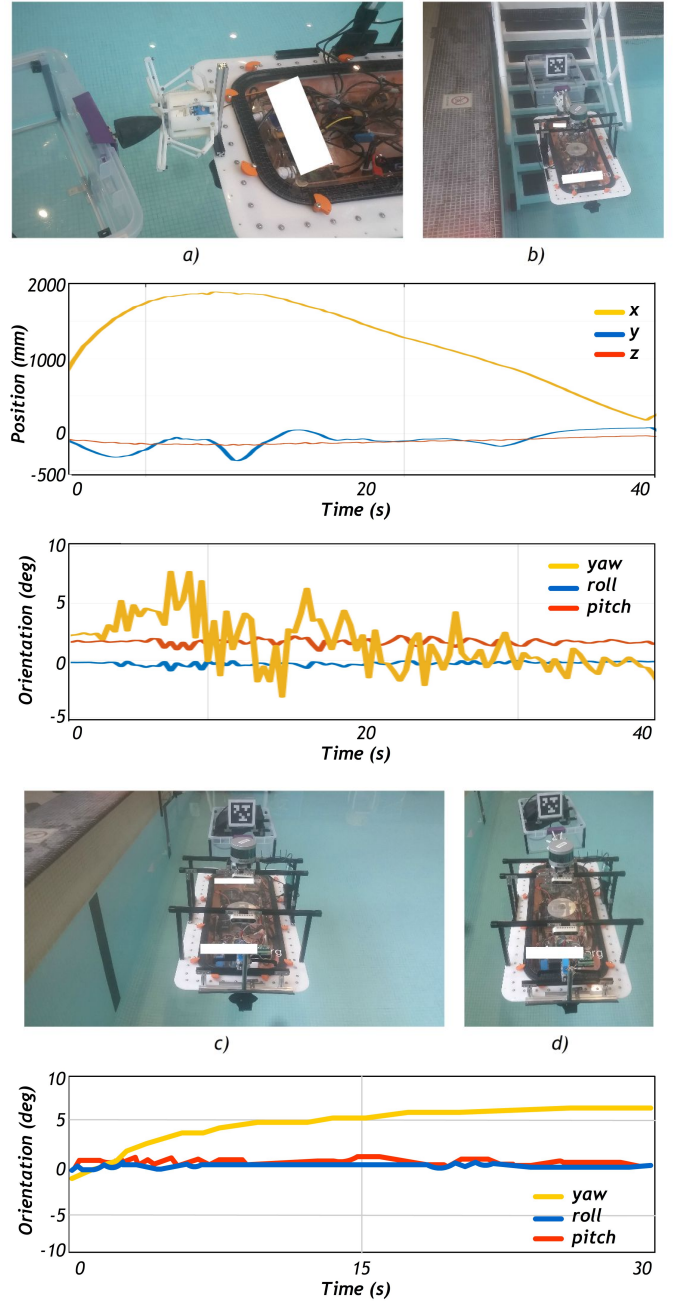 a)
b)
2000
1000
0
-500
Position (mm)
x
y
z
0
20
40
Time (s)
10
5
0
-5
Orientation (deg)
yaw
roll
pitch
0
20
40
Time (s)
c)
d)
10
5
0
-5
-10
Orientation (deg)
yaw
roll
pitch
0
15
30
Time (s)